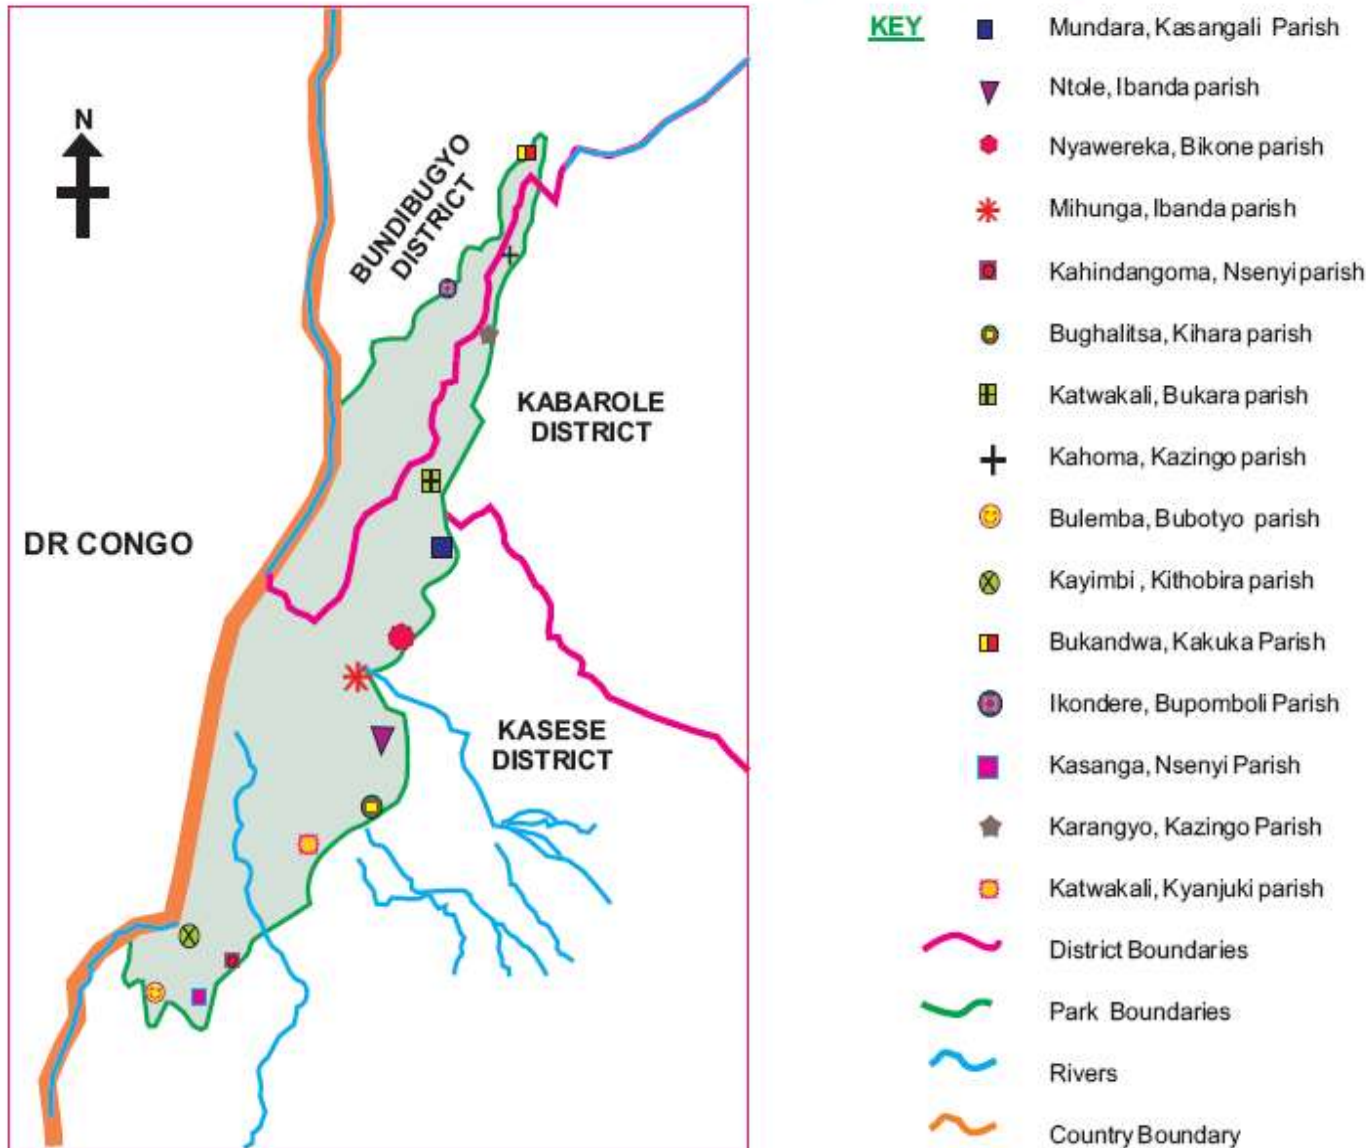 N
BUNDIBUGYO
DISTRICT
KABAROLE
DISTRICT
DR CONGO
KASESE
DISTRICT
KEY
Mundara, Kasangali Parish
Ntole, Ibanda parish
Nyawereka, Bikone parish
Mihunga, Ibanda parish
Kahindangoma, Nsenyi parish
Bughalitsa, Kihara parish
Katwakali, Bukara parish
Kahoma, Kazingo parish
Bulemba, Bubotyo parish
Kayimbi , Kithobira parish
Bukandwa, Kakuka Parish
Ikondere, Bupomboli Parish
Kasanga, Nsenyi Parish
Karangyo, Kazingo Parish
Katwakali, Kyanjuki parish
District Boundaries
Park Boundaries
Rivers
Country Boundary